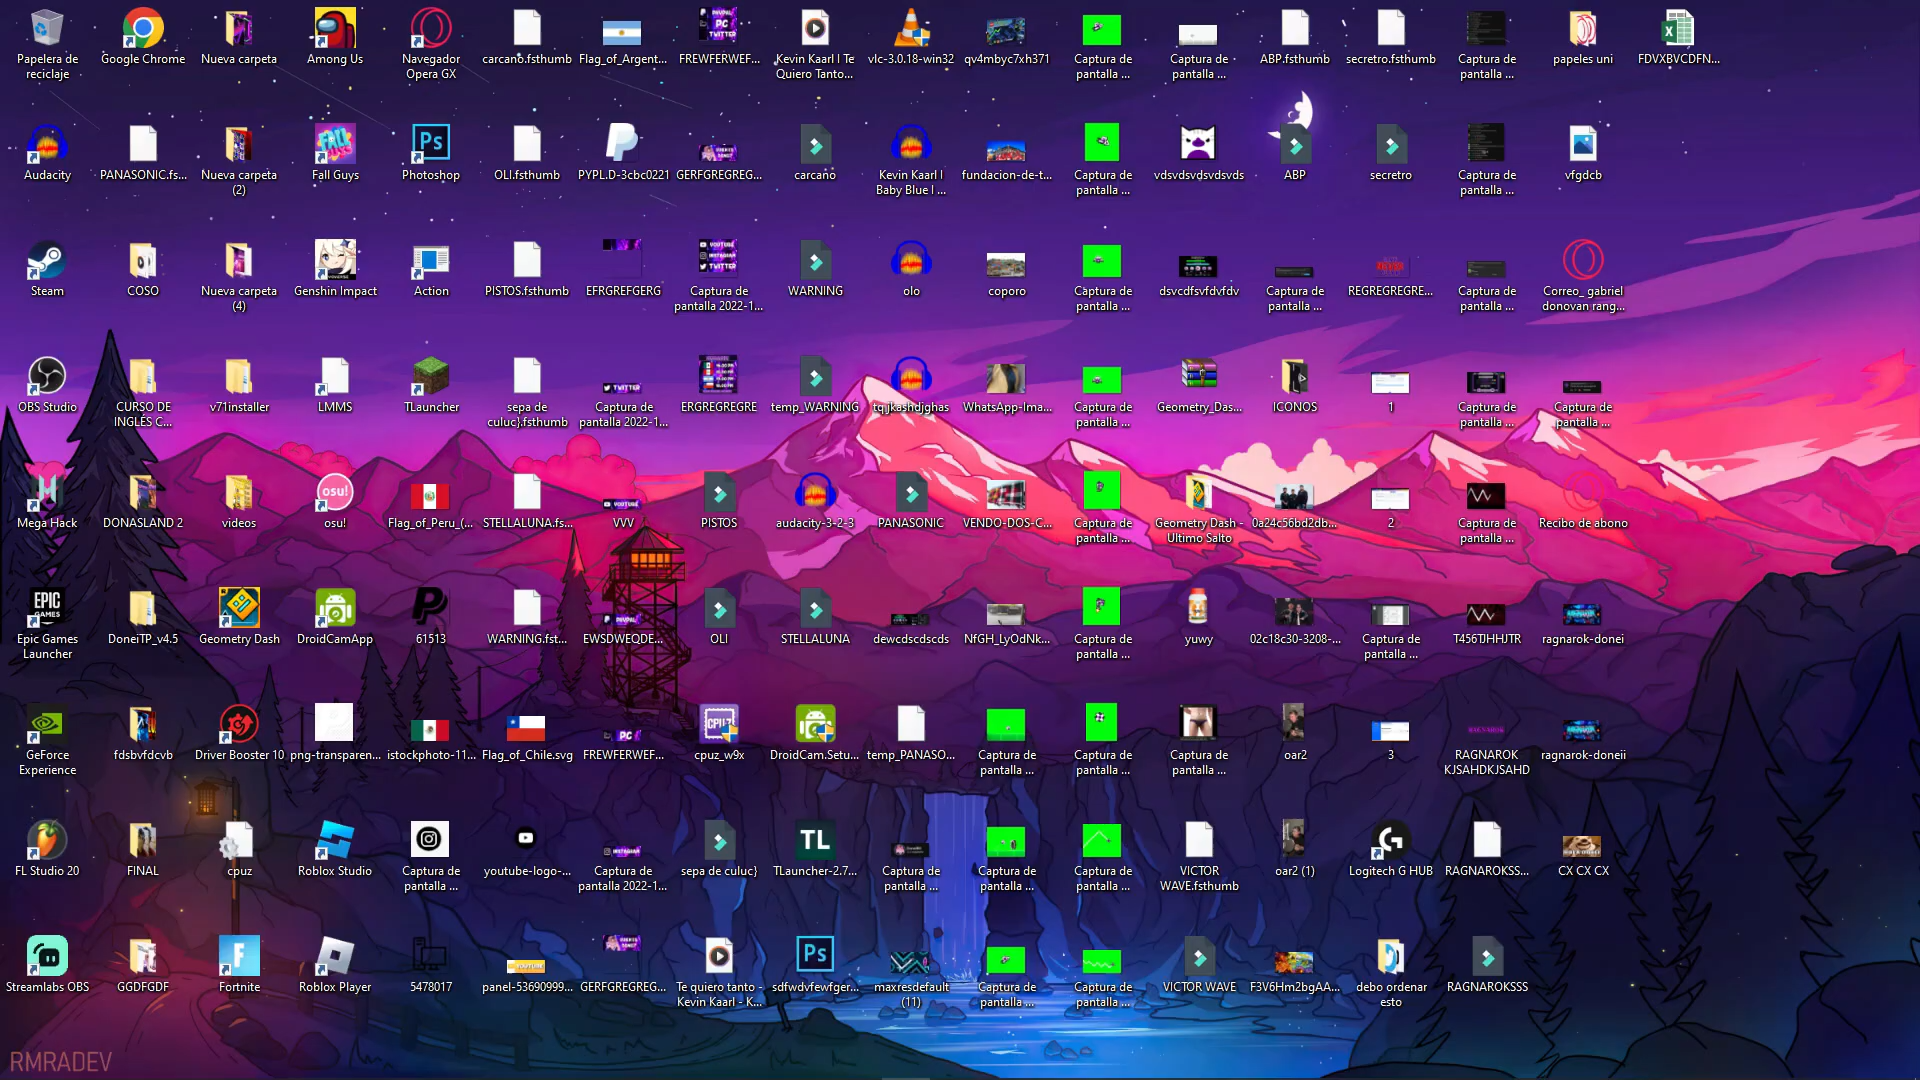 Papelera de
reciclaje
Google Chrome
Nueva carpeta
Among Us
Navegador
Opera GX
carcano.fsthumb
Flag_of_Argent...
FREWFERWEF...
Kevin Kaarl | Te
Quiero Tanto...
vlc-3.0.18-win32
qv4mbyc7xh371
Captura de
pantalla ...
Captura de
pantalla ...
ABP.fsthumb
secretro.fsthumb
Captura de
pantalla ...
papeles uni
FDVXBVCDFN...
Audacity
PANASONIC.fs...
Nueva carpeta
(2)
Fall Guys
Photoshop
OLI.fsthumb
PYPL.D-3cbc0221
GERFGREGREG...
carcano
Kevin Kaarl |
Baby Blue | ...
fundacion-de-t...
Captura de
pantalla ...
vdsvdsvdsvdsvds
ABP
secretro
Captura de
pantalla ...
vfgdcb
Steam
COSO
Nueva carpeta
(4)
Genshin Impact
Action
PISTOS.fsthumb
EFRGREFGERG
Captura de
pantalla 2022-1...
WARNING
olo
coporo
Captura de
pantalla ...
dsvcdfsvfdvfdv
Captura de
pantalla ...
REGREGREGRE...
Captura de
pantalla ...
Correo_ gabriel
donovan rang...
OBS Studio
CURSO DE
INGLÉS C...
v71installer
LMMS
TLauncher
sepa de
culuc}.fsthumb
Captura de
pantalla 2022-1...
ERGREGREGRE
temp_WARNING
tqjjkashdjghas
WhatsApp-Ima...
Captura de
pantalla ...
Geometry_Das...
ICONOS
1
Captura de
pantalla ...
Captura de
pantalla ...
Mega Hack
DONASLAND 2
videos
osu!
Flag_of_Peru_(...
STELLALUNA.fs...
VVV
PISTOS
audacity-3-2-3
PANASONIC
VENDO-DOS-C...
Captura de
pantalla ...
Geometry Dash -
Ultimo Salto
0a24c56bd2db...
2
Captura de
pantalla ...
Recibo de abono
Epic Games
Launcher
DoneiTP_v4.5
Geometry Dash
DroidCamApp
61513
WARNING.fst...
EWSDWEQDE...
OLI
STELLALUNA
dewcdscdscds
NfGH_LyOdNk...
Captura de
pantalla ...
yuwy
02c18c30-3208-...
Captura de
pantalla ...
T456TJHHJTR
ragnarok-donei
GeForce
Experience
fdsbvfdcvb
Driver Booster 10
png-transparen...
istockphoto-11...
Flag_of_Chile.svg
FREWFERWEF...
cpuz_w9x
DroidCam.Setu...
temp_PANASO...
Captura de
pantalla ...
Captura de
pantalla ...
Captura de
pantalla ...
oar2
3
RAGNAROK
KJSAHDKJSAHD
ragnarok-doneii
FL Studio 20
FINAL
cpuz
Roblox Studio
Captura de
pantalla ...
youtube-logo-...
Captura de
pantalla 2022-1...
sepa de culuc}
TLauncher-2.7...
Captura de
pantalla ...
Captura de
pantalla ...
Captura de
pantalla ...
VICTOR
WAVE.fsthumb
oar2 (1)
Logitech G HUB
RAGNAROKSS...
CX CX CX
Streamlabs OBS
GGDFGDF
Fortnite
Roblox Player
5478017
panel-53690999...
GERFGREGREG...
Te quiero tanto -
Kevin Kaarl - K...
sdfwdvfewfger...
maxresdefault
(11)
Captura de
pantalla ...
Captura de
pantalla ...
VICTOR WAVE
F3V6Hm2bgAA...
debo ordenar
esto
RAGNAROKSSS
RMRADEV